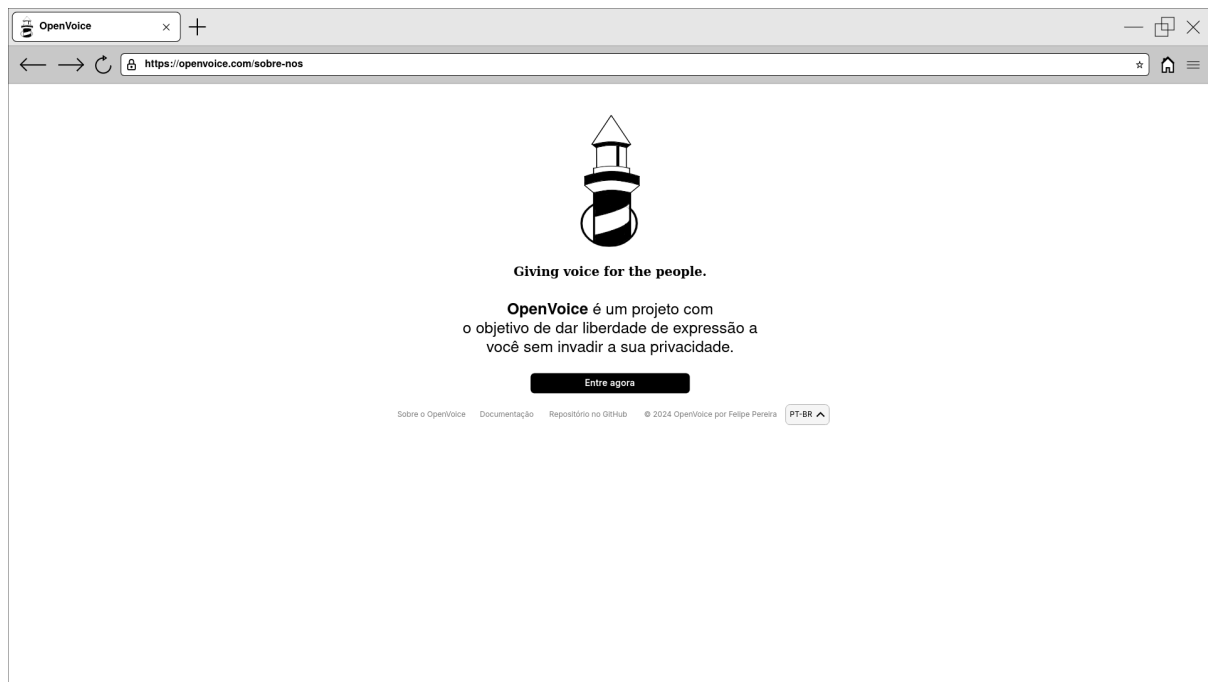 OpenVoice
https://openvoice.com/sobre-nos
Giving voice for the people.
OpenVoice é um projeto com
o objetivo de dar liberdade de expressão a
você sem invadir a sua privacidade.
Entre agora
Sobre o OpenVoice Documentação Repositório no GitHub © 2024 OpenVoice por Felipe Pereira PT-BR